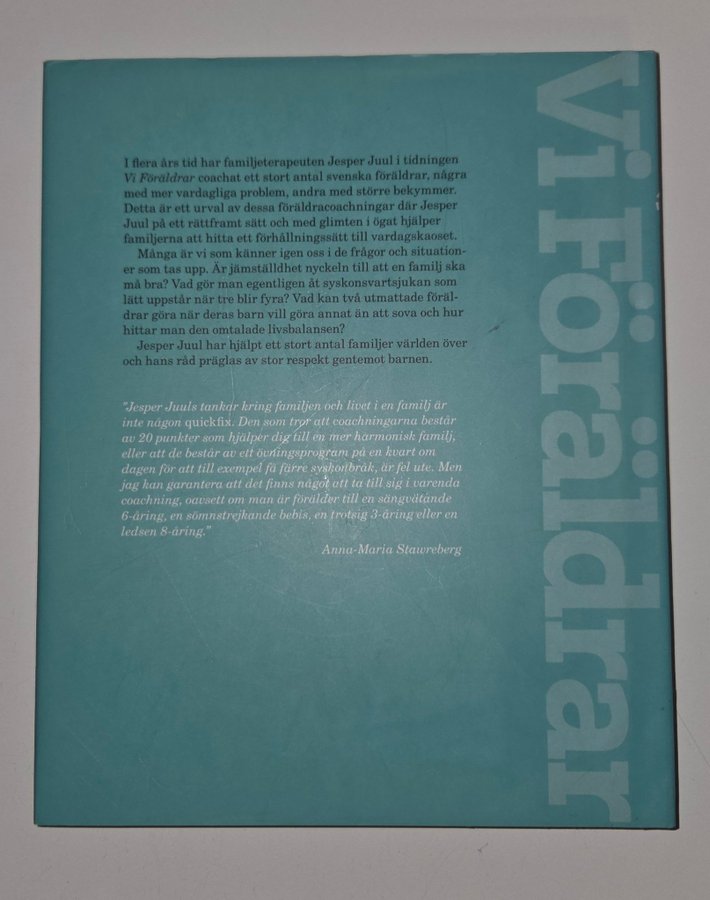 I flera års tid har familjeterapeuten Jesper Juul i tidningen
Vi Föräldrar coachat ett stort antal svenska föräldrar, några
med mer vardagliga problem, andra med större bekymmer.
Detta är ett urval av dessa föräldracoachningar där Jesper
Juul på ett rättframt sätt och med glimten i ögat hjälper
familjerna att hitta ett förhållningssätt till vardagskaoset.
Många är vi som känner igen oss i de frågor och situation-
er som tas upp. Är jämställdhet nyckeln till att en familj ska
må bra? Vad gör man egentligen åt syskonsvartsjukan som
lätt uppstår när tre blir fyra? Vad kan två utmattade föräl-
drar göra när deras barn vill göra annat än att sova och hur
hittar man den omtalade livsbalansen?
Jesper Juul har hjälpt ett stort antal familjer världen över
och hans råd präglas av stor respekt gentemot barnen.
"Jesper Juuls tankar kring familjen och livet i en familj är
inte någon quickfix. Den som tror att coachningarna består
av 20 punkter som hjälper dig till en mer harmonisk familj,
eller att de består av ett övningsprogram på en kvart om
dagen för att till exempel få färre syskonbråk, är fel ute. Men
jag kan garantera att det finns något att ta till sig i varenda
coachning, oavsett om man är förälder till en sängvätande
6-åring, en sömnstrejkande bebis, en trotsig 3-åring eller en
ledsen 8-åring."
Anna-Maria Stawreberg
Vi Föräldrar